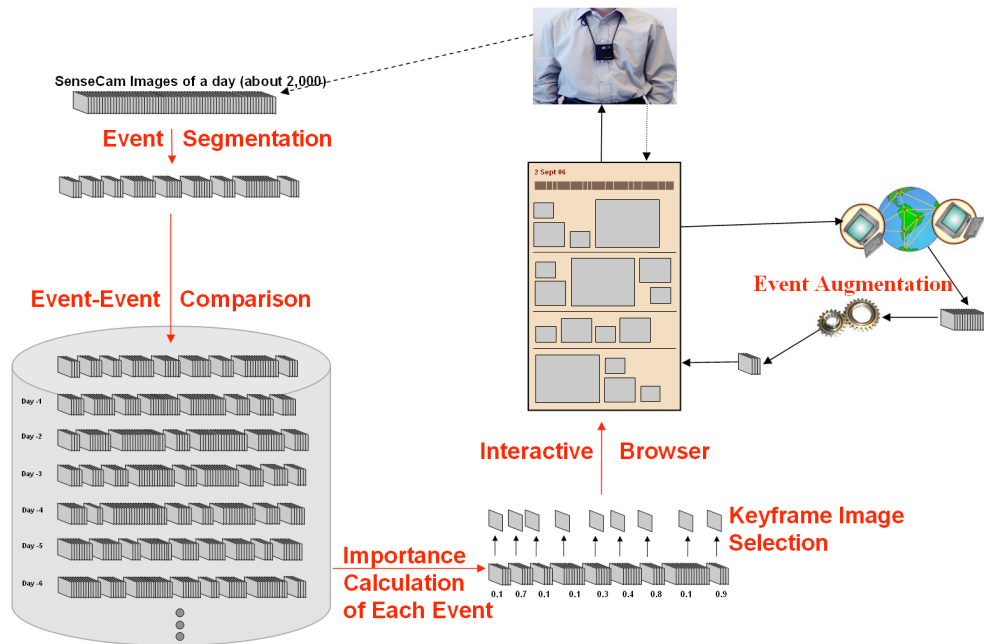 SenseCam Images of a day (about 2,000)
Event Segmentation
Event-Event Comparison
Day -1
Day -2
Day -3
Day -4
Day -5
Day -6
Importance
Calculation
of Each Event
0.1 0.7 0.1 0.1 0.3 0.4 0.8 0.1 0.9
Keyframe Image
Selection
Interactive Browser
2 Sept 06
Event Augmentation